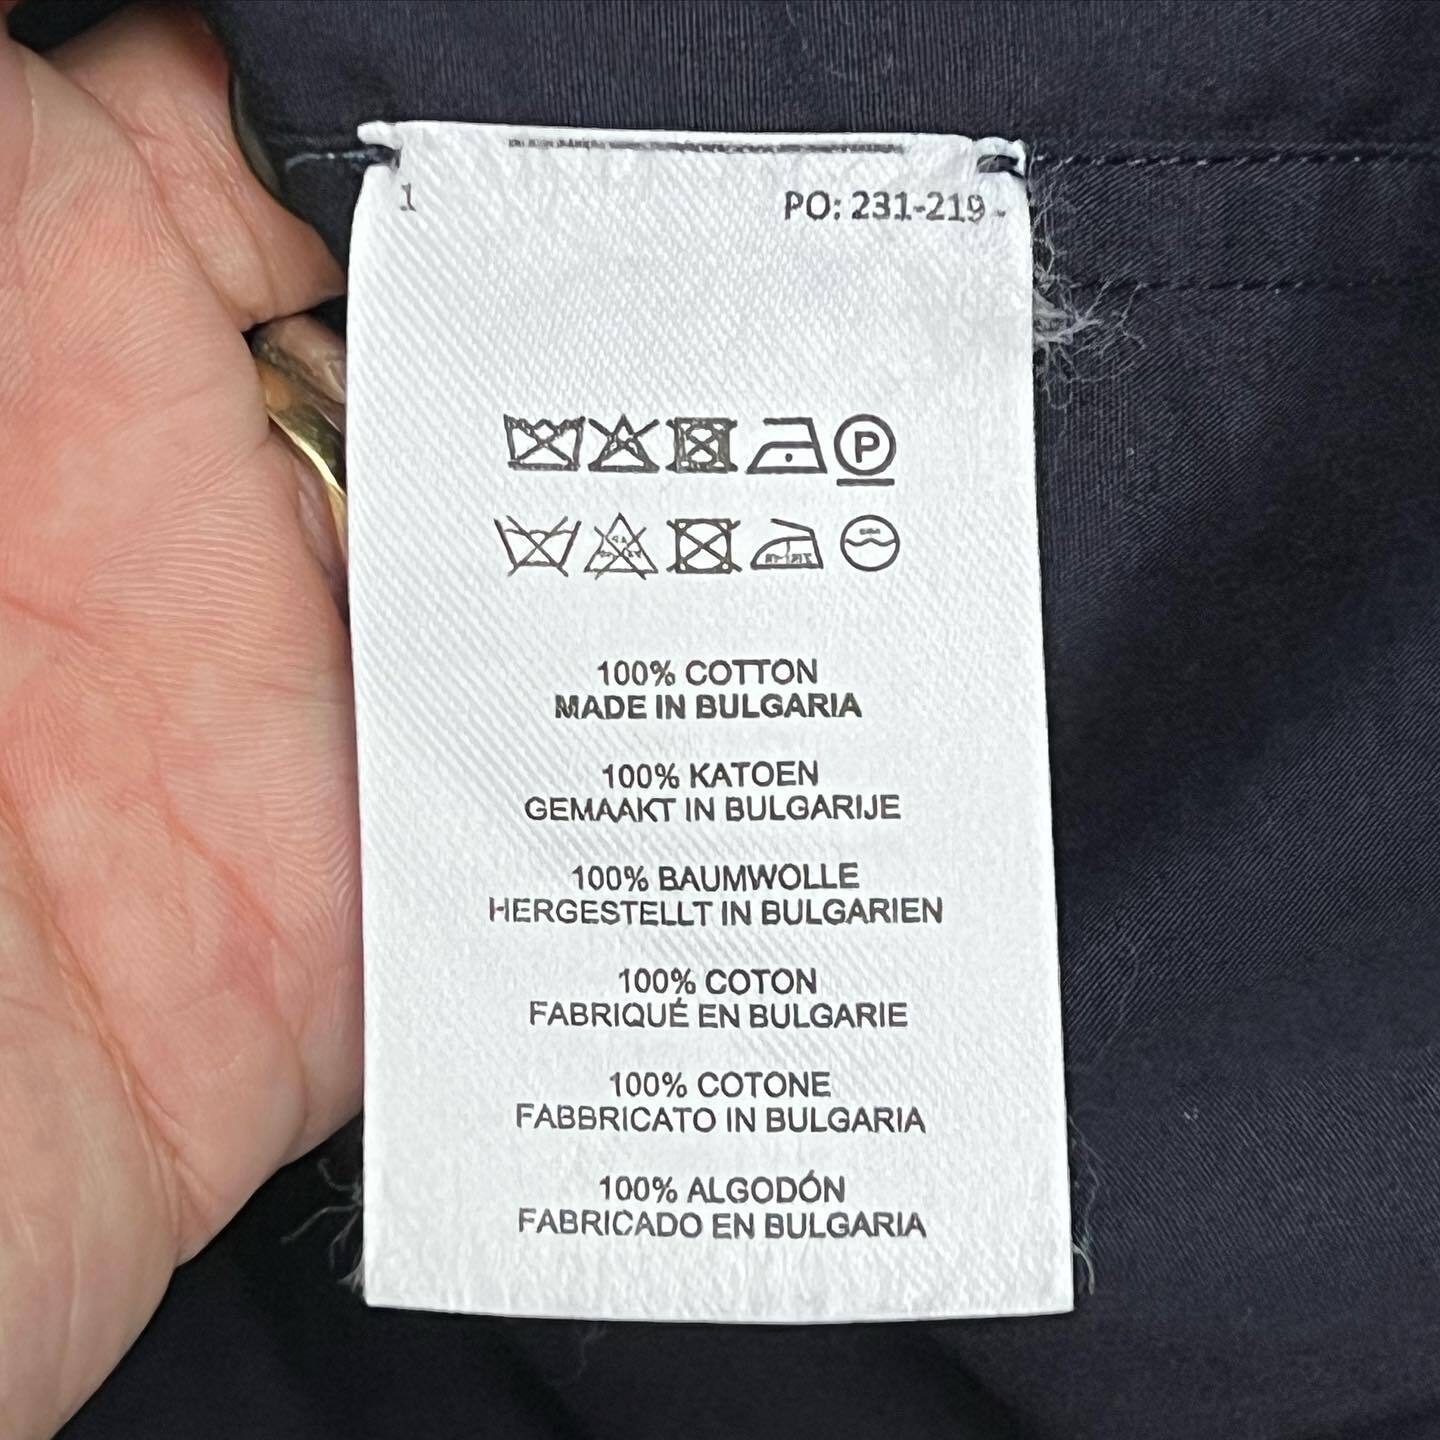 1
PO: 231-219 -
P
100% COTTON
MADE IN BULGARIA
100% KATOEN
GEMAAKT IN BULGARIJE
100% BAUMWOLLE
HERGESTELLT IN BULGARIEN
100% COTON
FABRIQUÉ EN BULGARIE
100% COTONE
FABBRICATO IN BULGARIA
100% ALGODÓN
FABRICADO EN BULGARIA